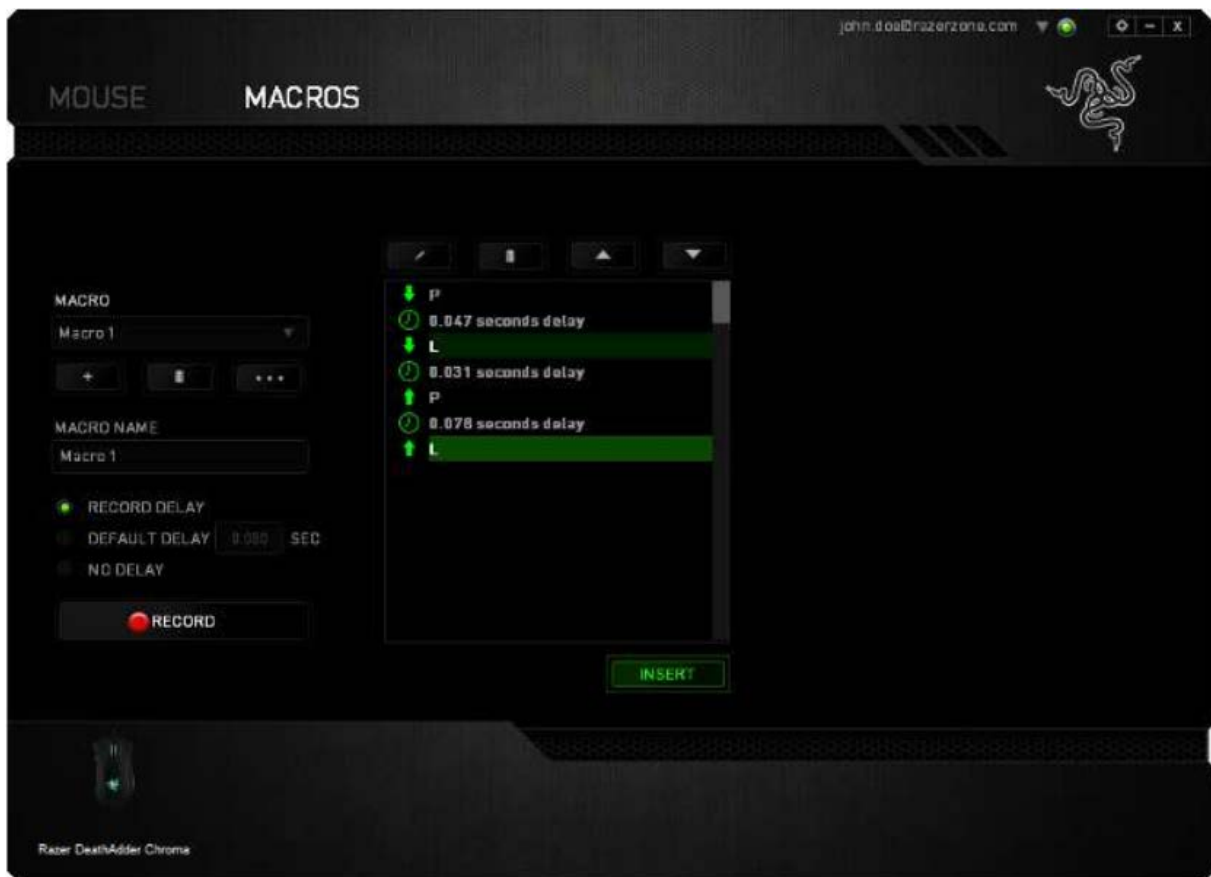 john.doe@razerzone.com
MOUSE
MACROS
MACRO
Macro 1
MACRO NAME
Macro 1
RECORD DELAY
DEFAULT DELAY
SEC
NO DELAY
RECORD
P
0.047 seconds delay
L
0.031 seconds delay
P
0.078 seconds delay
L
INSERT
Razer DeathAdder Chroma